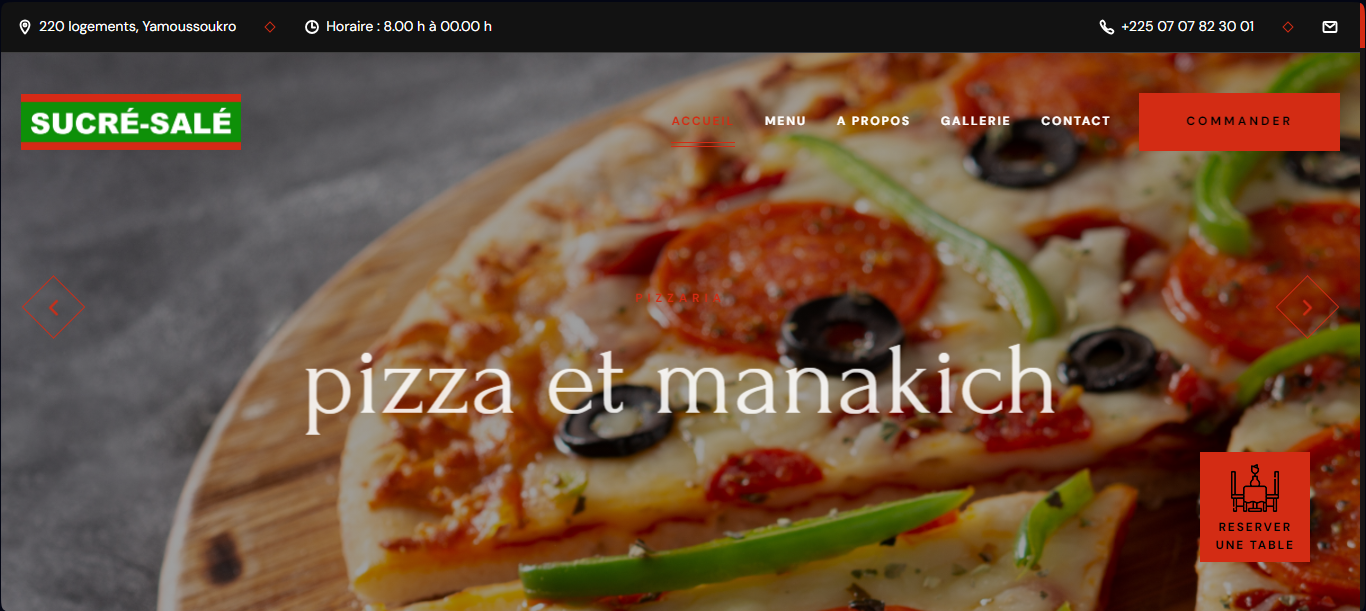 220 logements, Yamoussoukro
Horaire : 8.00 h à 00.00 h
+225 07 07 82 30 01
SUCRÉ-SALÉ
ACCUEIL
MENU
A PROPOS
GALLERIE
CONTACT
COMMANDER
PIZZARIA
pizza et manakich
RESERVER
UNE TABLE